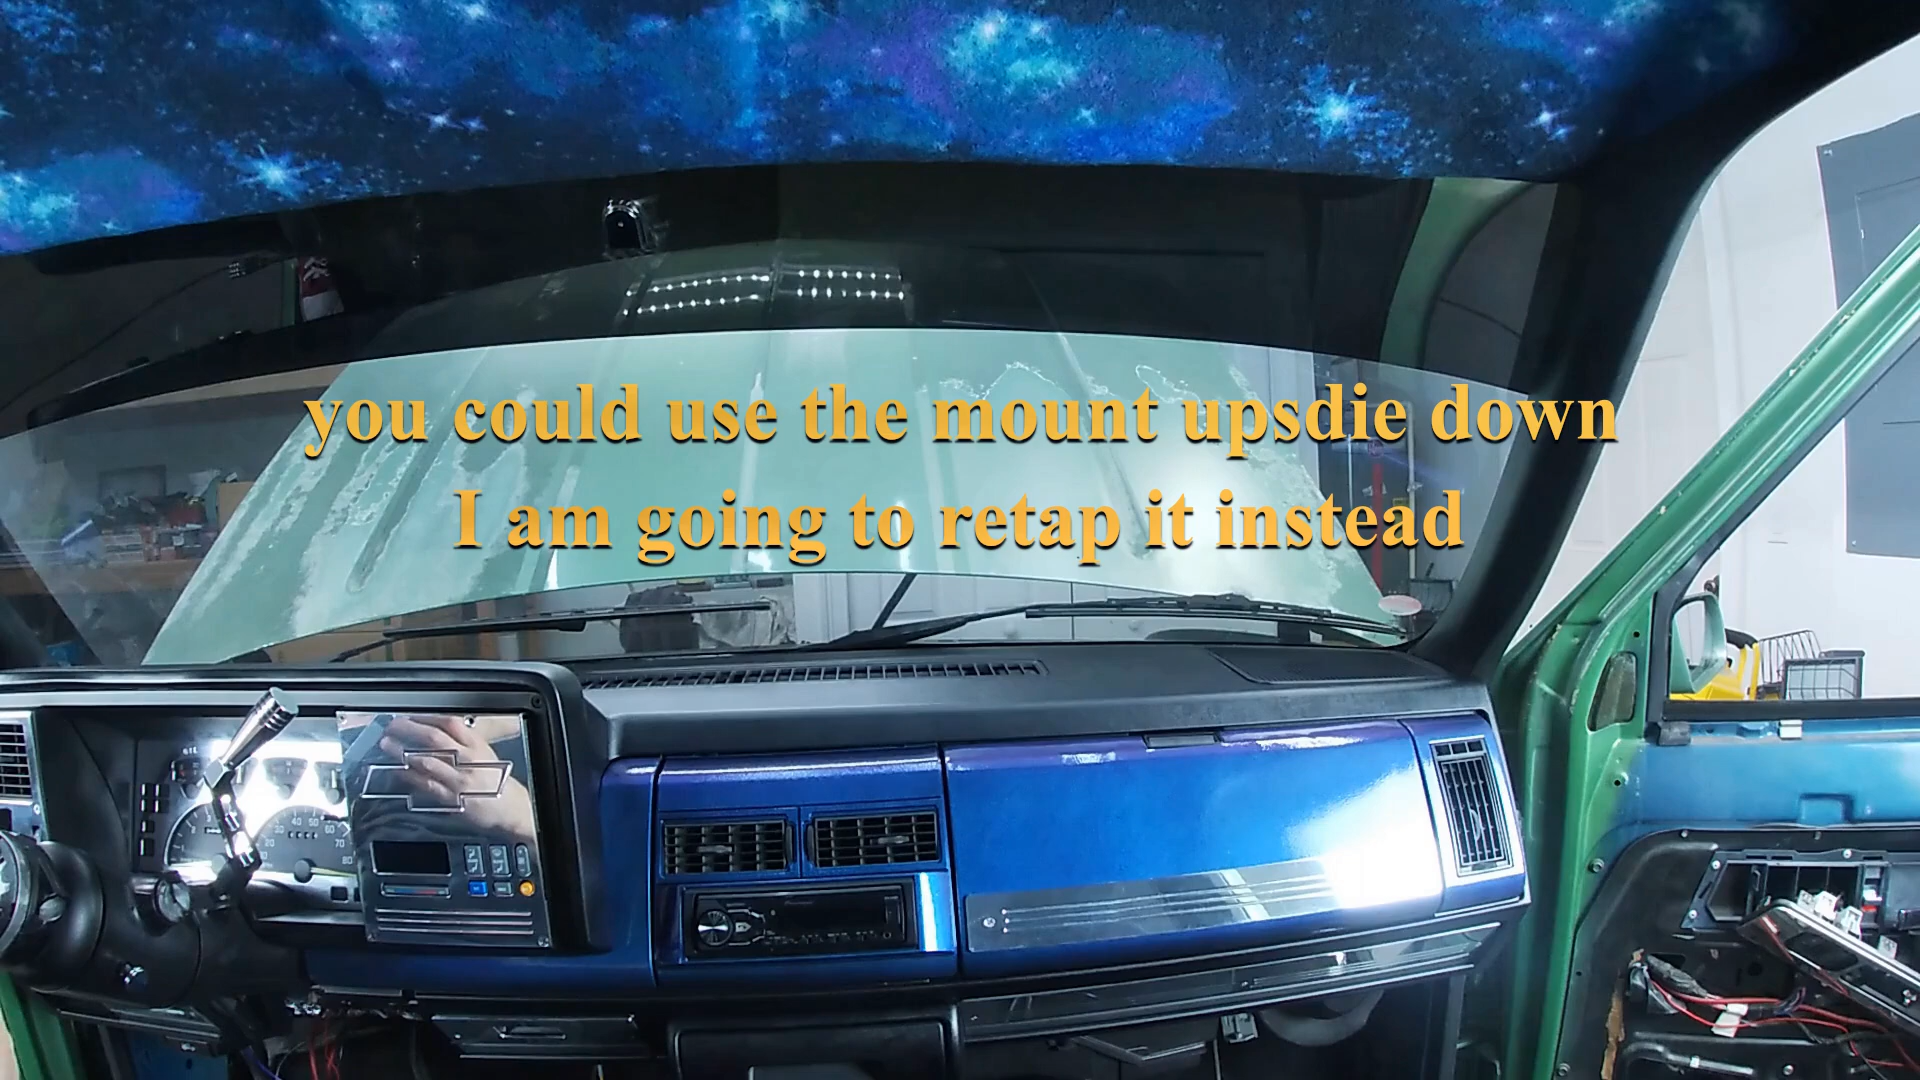 you could use the mount upsdie down
I am going to retap it instead